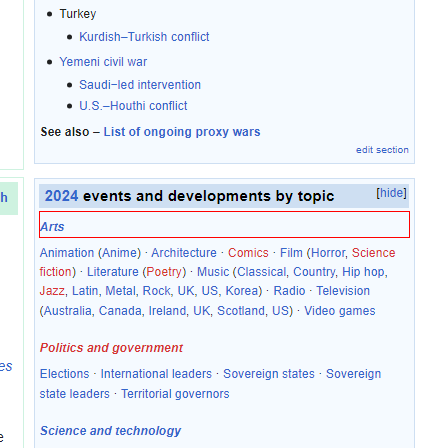 Turkey
Kurdish–Turkish conflict
Yemeni civil war
Saudi–led intervention
U.S.–Houthi conflict
See also – List of ongoing proxy wars
edit section
h
2024 events and developments by topic [hide]
Arts
Animation (Anime) · Architecture · Comics · Film (Horror, Science
fiction) · Literature (Poetry) · Music (Classical, Country, Hip hop,
Jazz, Latin, Metal, Rock, UK, US, Korea) · Radio · Television
(Australia, Canada, Ireland, UK, Scotland, US) · Video games
Politics and government
es
Elections · International leaders · Sovereign states · Sovereign
state leaders · Territorial governors
Science and technology
e